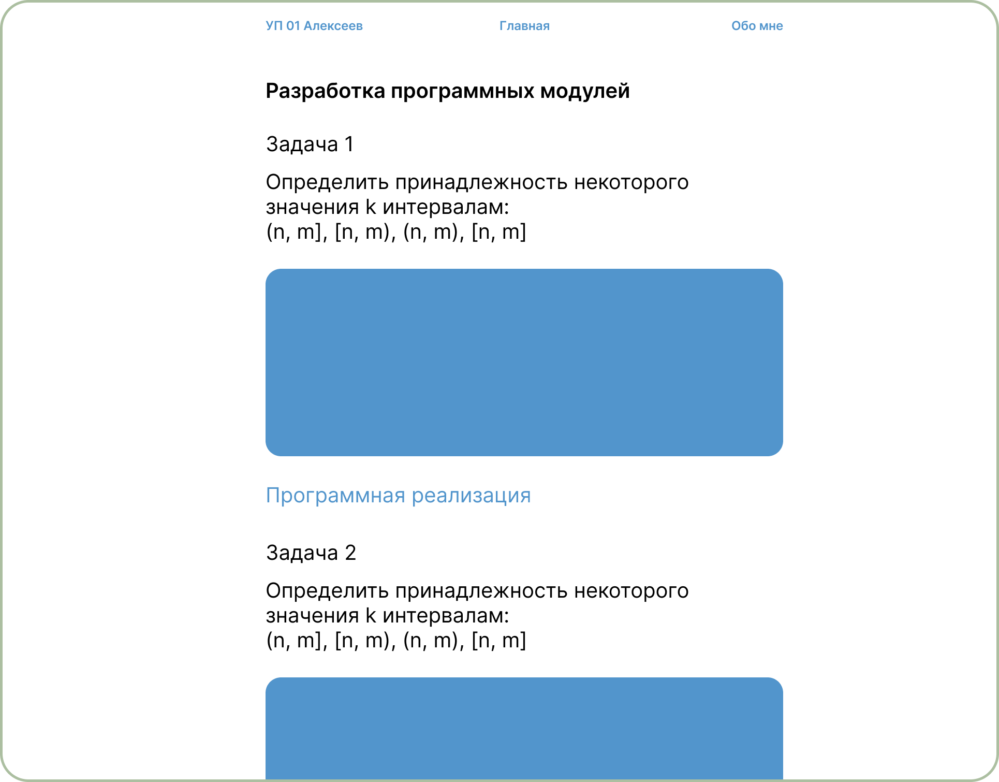 УП 01 Алексеев Главная Обо мне
Разработка программных модулей
Задача 1
Определить принадлежность некоторого
значения k интервалам:
(n, m], [n, m), (n, m), [n, m]
Программная реализация
Задача 2
Определить принадлежность некоторого
значения k интервалам:
(n, m], [n, m), (n, m), [n, m]